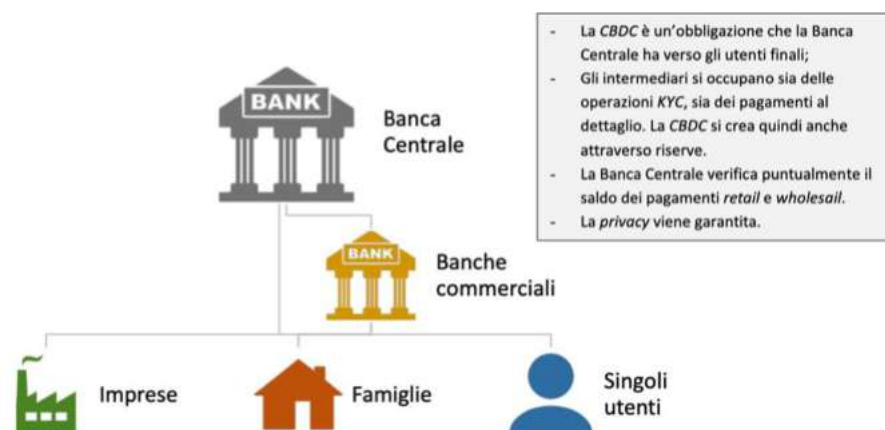 - La CBDC è un'obbligazione che la Banca
Centrale ha verso gli utenti finali;
- Gli intermediari si occupano sia delle
operazioni KYC, sia dei pagamenti al
dettaglio. La CBDC si crea quindi anche
attraverso riserve.
- La Banca Centrale verifica puntualmente il
saldo dei pagamenti retail e wholesail.
- La privacy viene garantita.
BANK
Banca
Centrale
BANK
Banche
commerciali
Imprese
Famiglie
Singoli
utenti